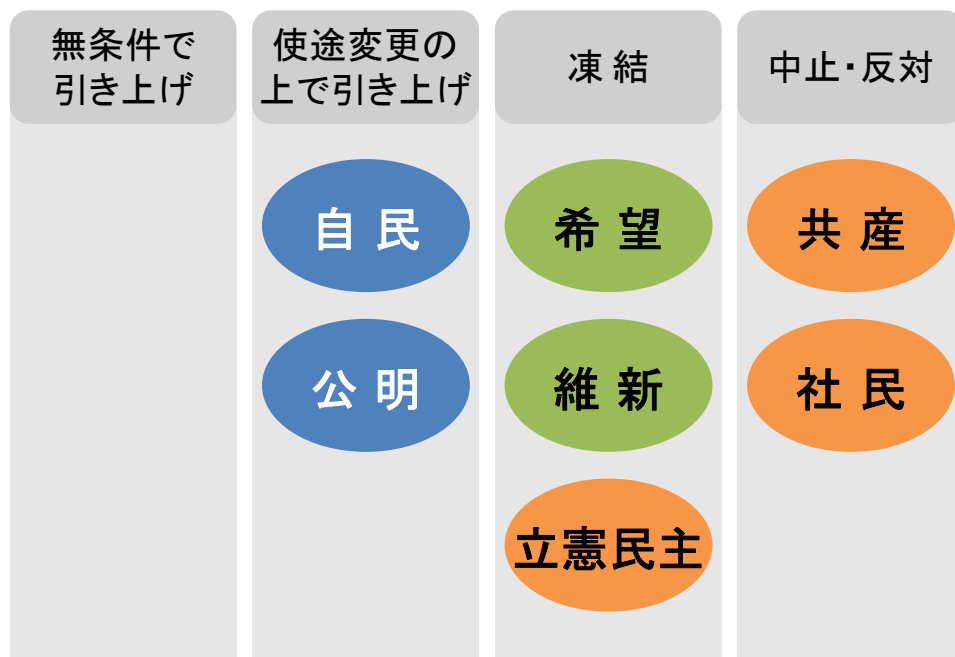 無条件で
引き上げ
使途変更の
上で引き上げ
凍 結
中止・反対
自 民
希 望
共 産
公 明
維 新
社 民
立憲民主